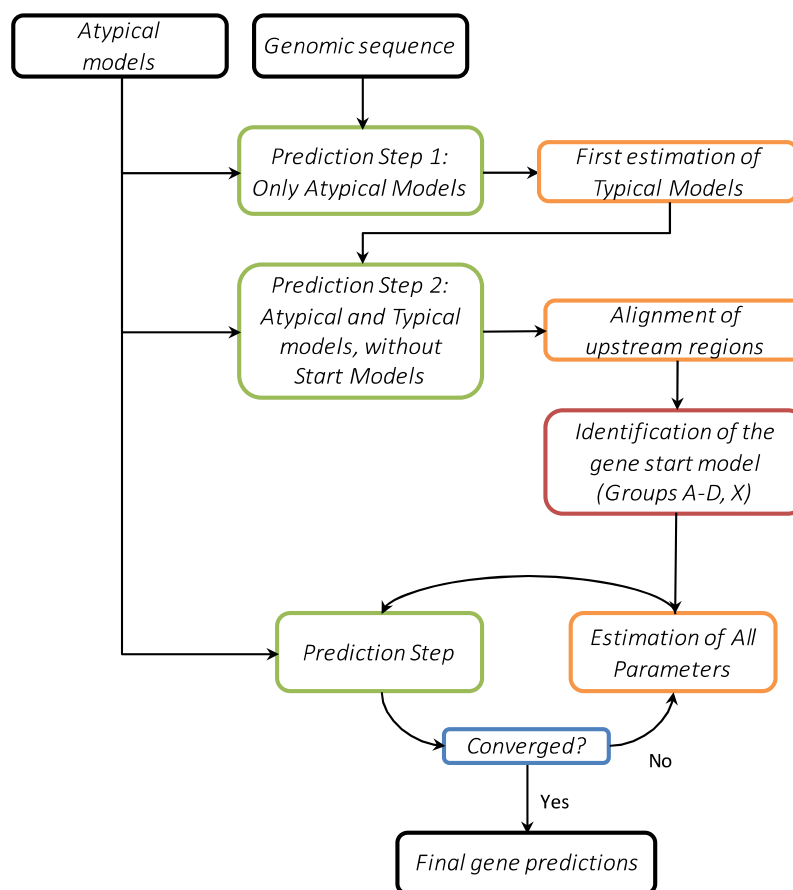 Atypical
models
Genomic sequence
Prediction Step 1:
Only Atypical Models
First estimation of
Typical Models
Prediction Step 2:
Atypical and Typical
models, without
Start Models
Alignment of
upstream regions
Identification of the
gene start model
(Groups A-D, X)
Prediction Step
Estimation of All
Parameters
Converged?
No
Yes
Final gene predictions